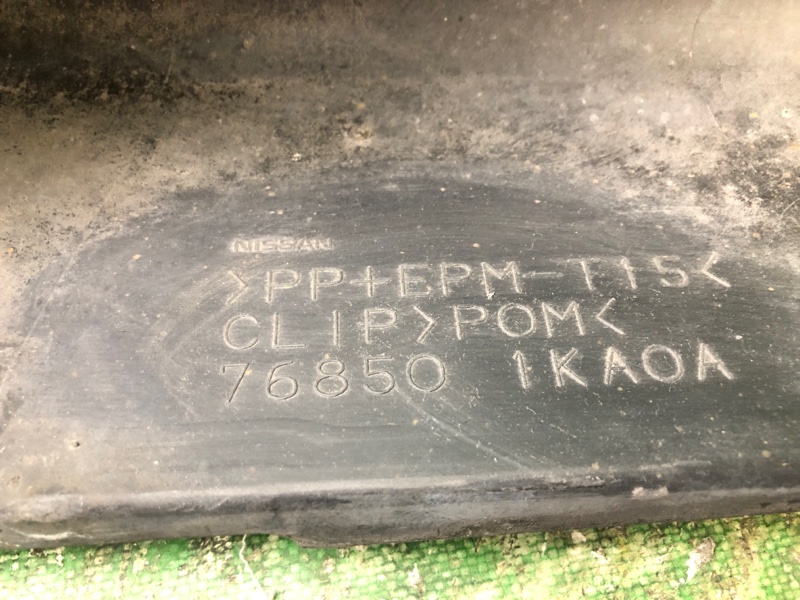 NISSAN
>PP+EPM-T15<
CLIP>POM<
76850 1KA0A